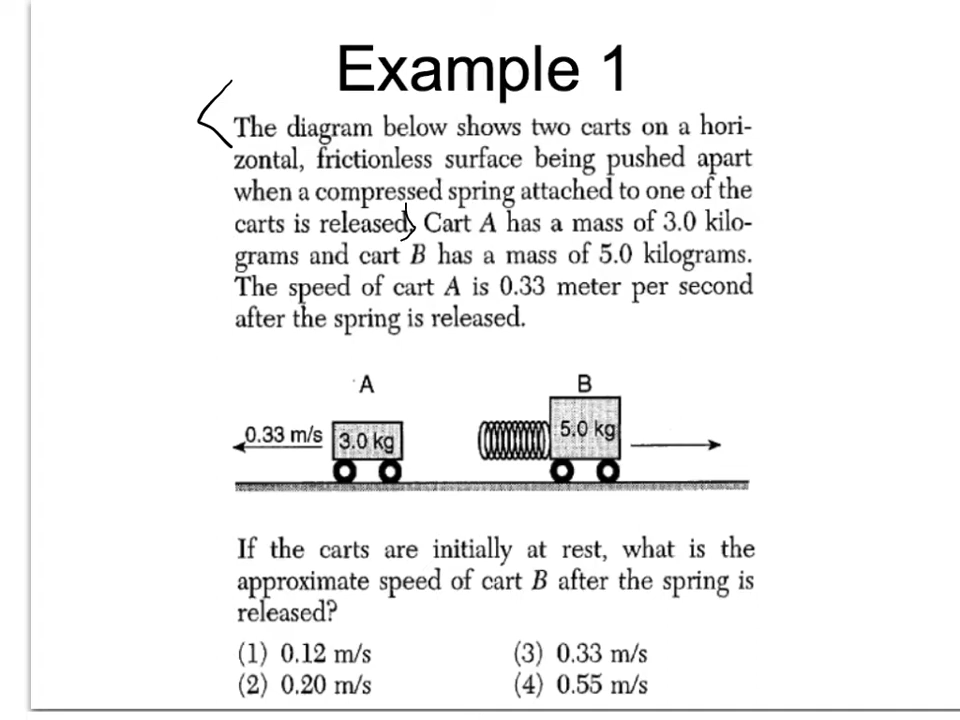 Example 1
The diagram below shows two carts on a hori-
zontal, frictionless surface being pushed apart
when a compressed spring attached to one of the
carts is released. Cart A has a mass of 3.0 kilo-
grams and cart B has a mass of 5.0 kilograms.
The speed of cart A is 0.33 meter per second
after the spring is released.
A B
0.33 m/s 3.0 kg 5.0 kg
If the carts are initially at rest, what is the
approximate speed of cart B after the spring is
released?
(1) 0.12 m/s (3) 0.33 m/s
(2) 0.20 m/s (4) 0.55 m/s